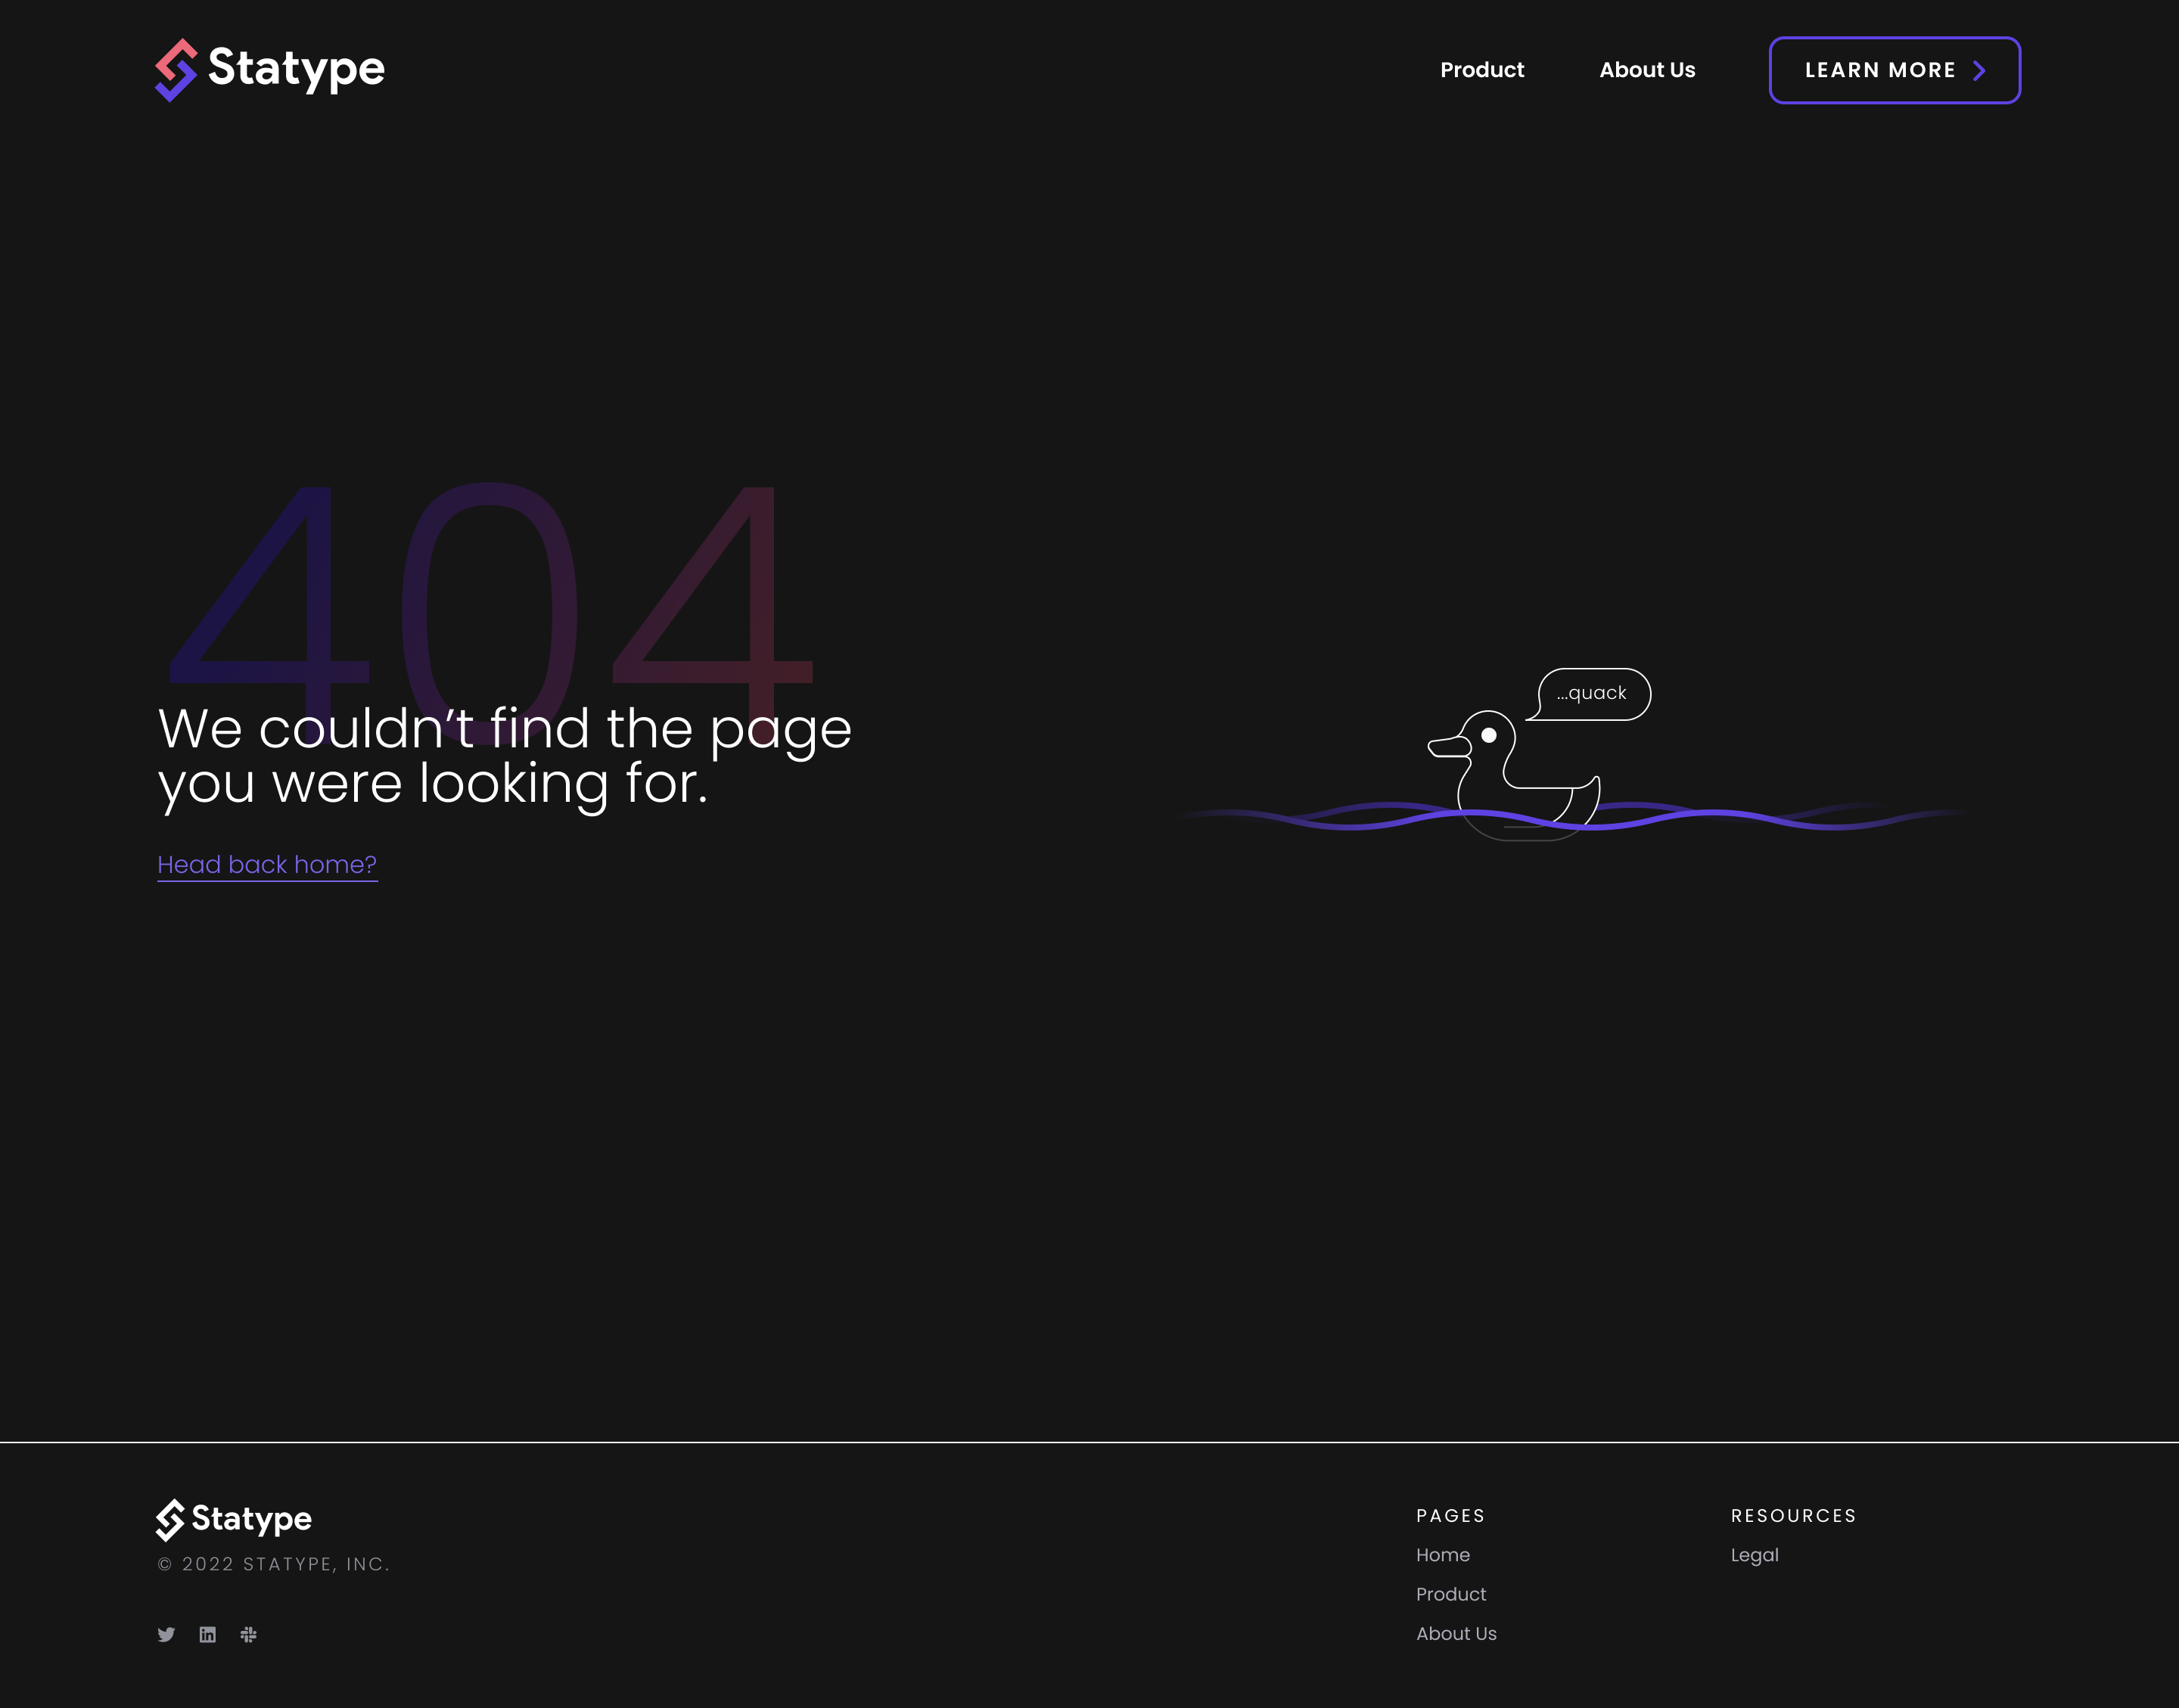 Statype
Product
About Us
LEARN MORE
404
We couldn’t find the page
you were looking for.
Head back home?
...quack
Statype
© 2022 STATYPE, INC.
PAGES
Home
Product
About Us
RESOURCES
Legal